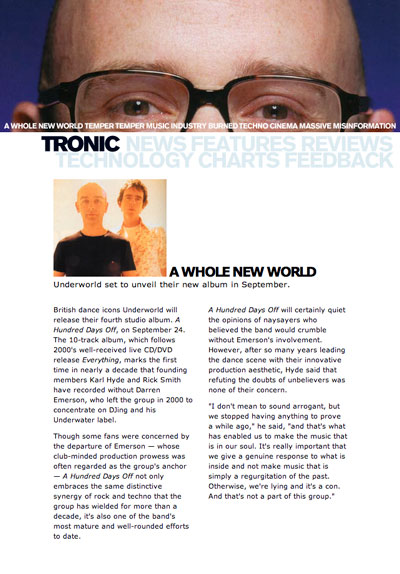 A WHOLE NEW WORLD TEMPER TEMPER MUSIC INDUSTRY BURNED TECHNO CINEMA MASSIVE MISINFORMATION
TRONIC NEWS FEATURES REVIEWS
TECHNOLOGY CHARTS FEEDBACK
A WHOLE NEW WORLD
Underworld set to unveil their new album in September.
British dance icons Underworld will
release their fourth studio album. A
Hundred Days Off, on September 24.
The 10-track album, which follows
2000's well-received live CD/DVD
release Everything, marks the first
time in nearly a decade that founding
members Karl Hyde and Rick Smith
have recorded without Darren
Emerson, who left the group in 2000 to
concentrate on DJing and his
Underwater label.
Though some fans were concerned by
the departure of Emerson — whose
club-minded production prowess was
often regarded as the group's anchor
— A Hundred Days Off not only
embraces the same distinctive
synergy of rock and techno that the
group has wielded for more than a
decade, it's also one of the band's
most mature and well-rounded efforts
to date.
A Hundred Days Off will certainly quiet
the opinions of naysayers who
believed the band would crumble
without Emerson's involvement.
However, after so many years leading
the dance scene with their innovative
production aesthetic, Hyde said that
refuting the doubts of unbelievers was
none of their concern.
"I don't mean to sound arrogant, but
we stopped having anything to prove
a while ago," he said, "and that's what
has enabled us to make the music that
is in our soul. It's really important that
we give a genuine response to what is
inside and not make music that is
simply a regurgitation of the past.
Otherwise, we're lying and it's a con.
And that's not a part of this group."